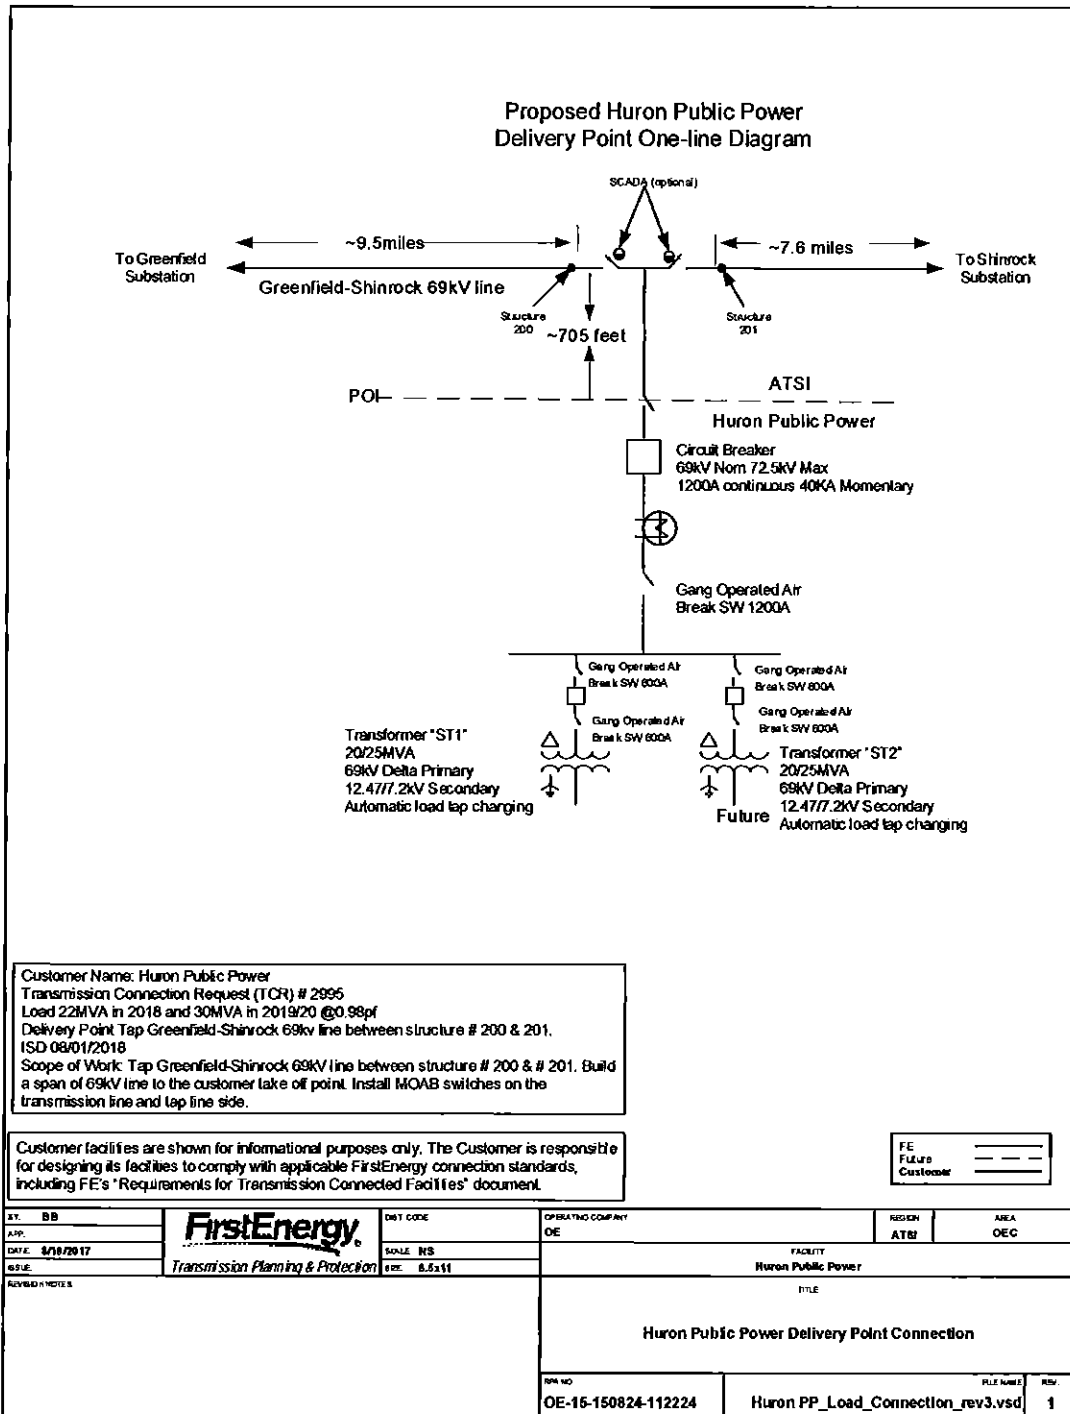 Proposed Huron Public Power
Delivery Point One-line Diagram
SCADA (optional)
~9.5miles
~7.6 miles
To Greenfield
Substation
To Shinrock
Substation
Greenfield-Shinrock 69kV line
Structure
200
Structure
201
~705 feet
POI
ATSI
Huron Public Power
Circuit Breaker
69kV Nom 72.5kV Max
1200A continuous 40KA Momentary
Gang Operated Air
Break SW 1200A
Gang Operated Air
Break SW 600A
Gang Operated Air
Break SW 600A
Gang Operated Air
Break SW 600A
Gang Operated Air
Break SW 600A
Transformer "ST1"
20/25MVA
69kV Delta Primary
12.47/7.2kV Secondary
Automatic load tap changing
Transformer "ST2"
20/25MVA
69kV Delta Primary
12.47/7.2kV Secondary
Automatic load tap changing
Future
Customer Name: Huron Public Power
Transmission Connection Request (TCR) # 2995
Load 22MVA in 2018 and 30MVA in 2019/20 @0.98pf
Delivery Point Tap Greenfield-Shinrock 69kv line between structure # 200 & 201.
ISD 08/01/2018
Scope of Work: Tap Greenfield-Shinrock 69kV line between structure # 200 & # 201. Build
a span of 69kV line to the customer take off point. Install MOAB switches on the
transmission line and tap line side.
Customer facilities are shown for informational purposes only. The Customer is responsible
for designing its facilities to comply with applicable FirstEnergy connection standards,
including FE's "Requirements for Transmission Connected Facilities" document.
FE
Future
Customer
BY. BB
APP.
DATE. 8/18/2017
ISSUE.
FirstEnergy
Transmission Planning & Protection
DIST CODE
SCALE NS
SIZE. 8.5x11
OPERATING COMPANY
OE
REGION
ATSI
AREA
OEC
FACILITY
Huron Public Power
REVISION NOTES
TITLE
Huron Public Power Delivery Point Connection
RPA NO
OE-15-150824-112224
FILE NAME
Huron PP_Load_Connection_rev3.vsd
REV.
1